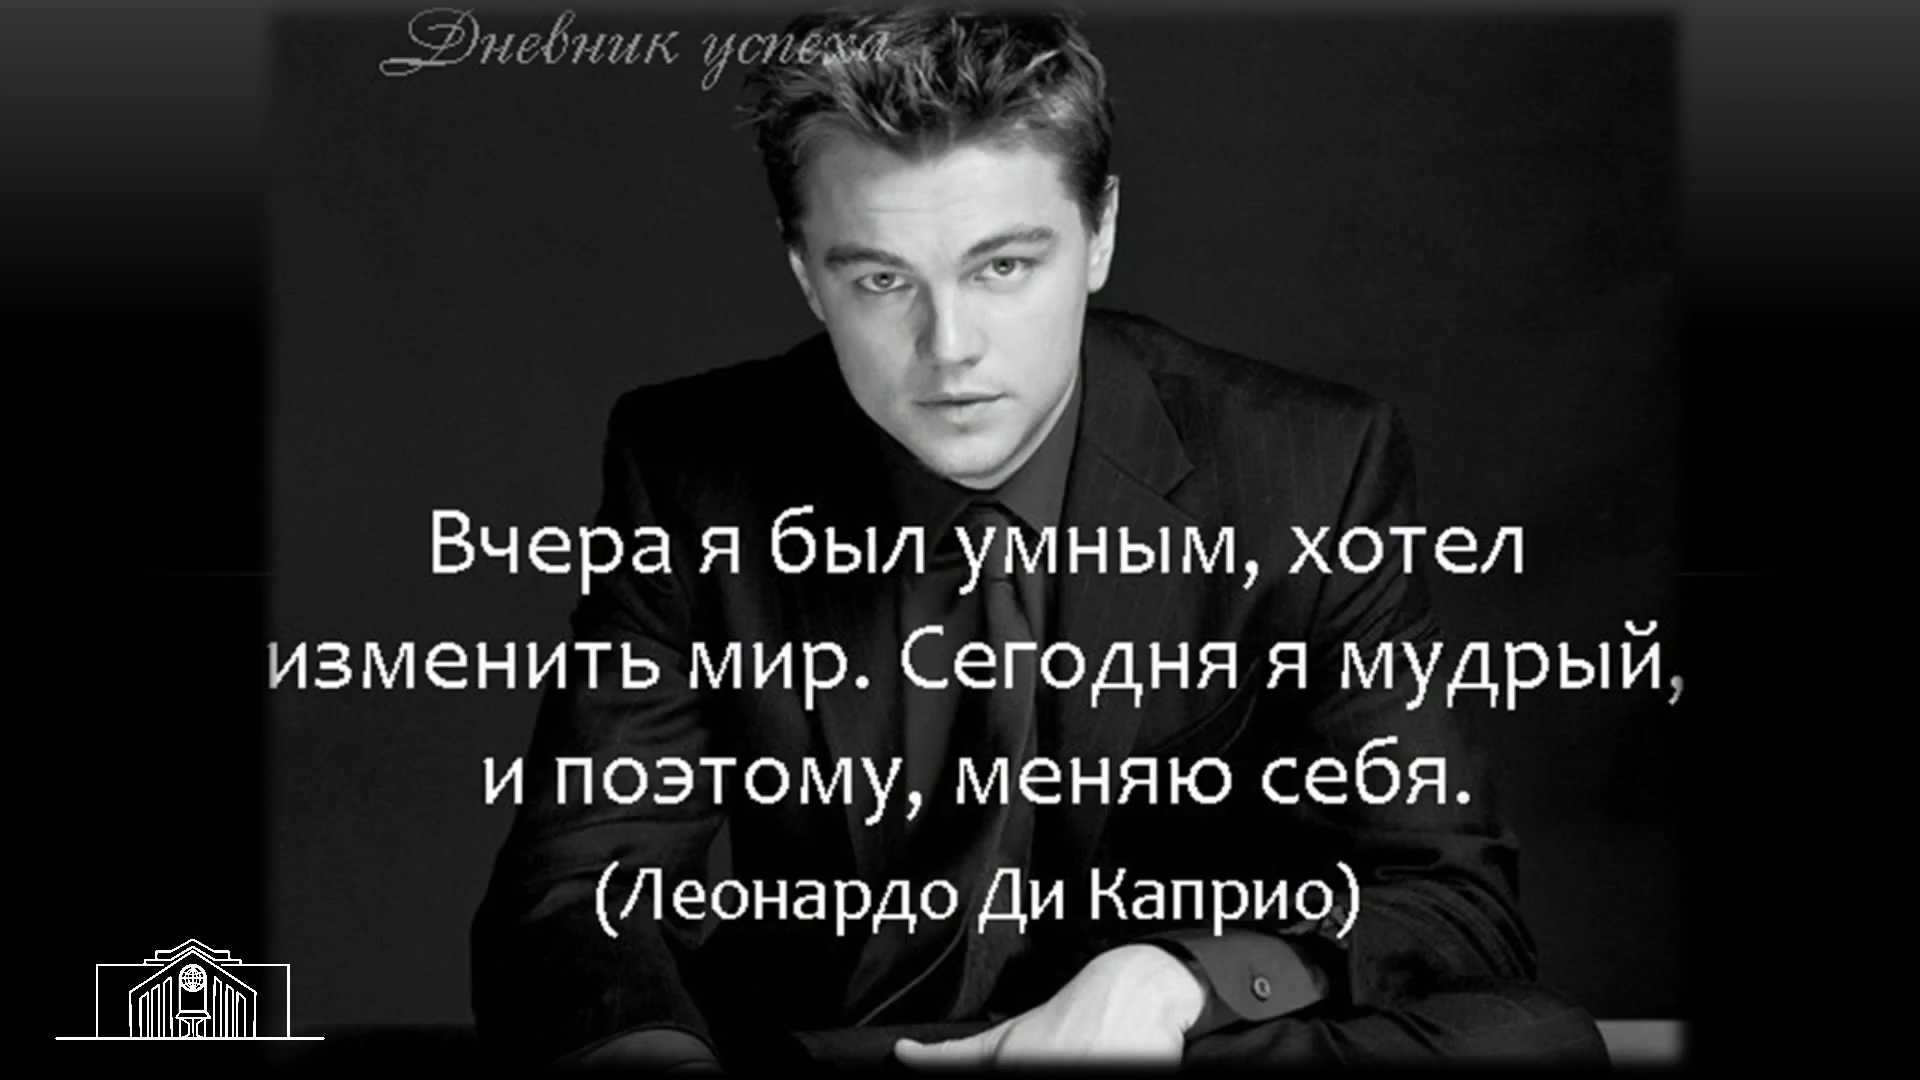 Дневник успеха
Вчера я был умным, хотел
изменить мир. Сегодня я мудрый,
и поэтому, меняю себя.
(Леонардо Ди Каприо)